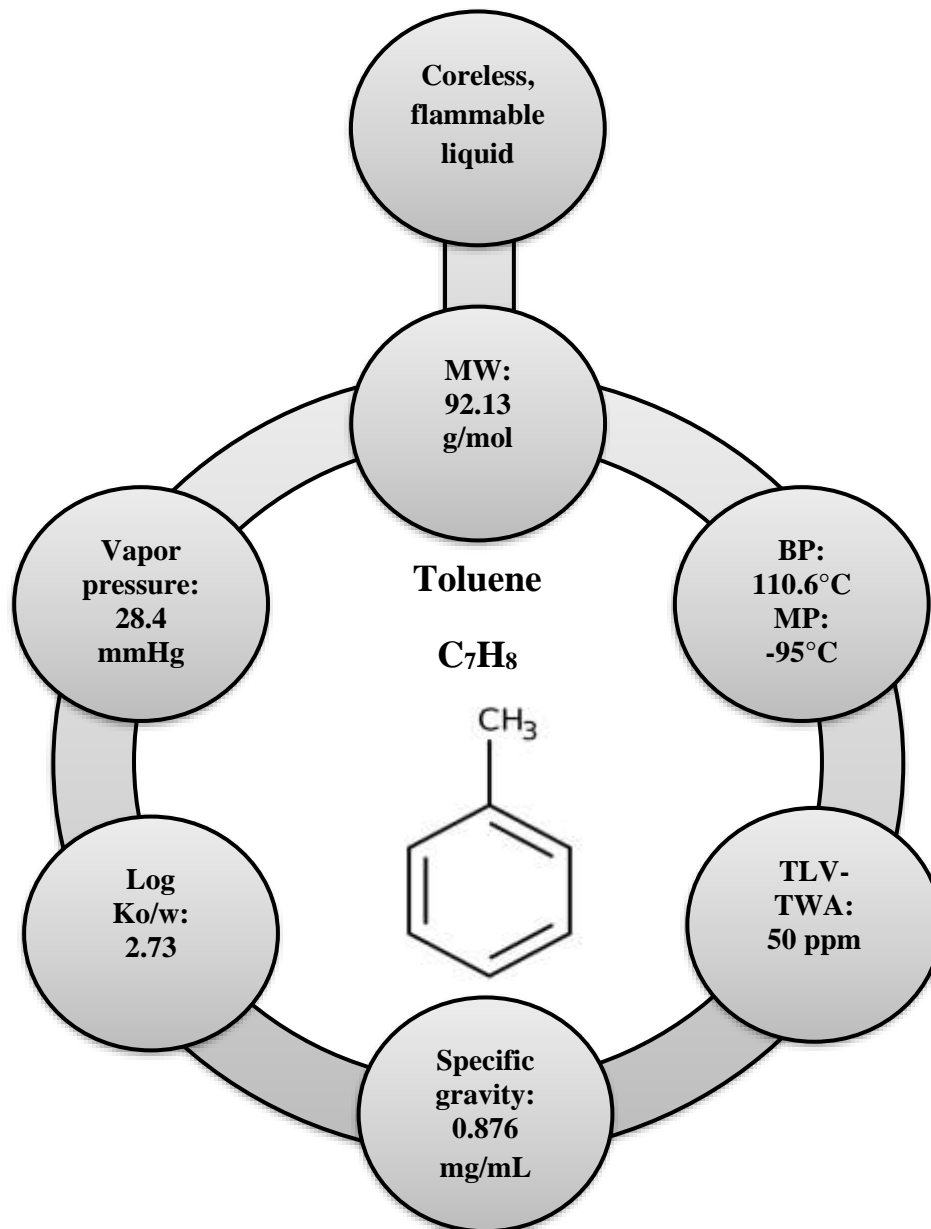 Coreless,
flammable
liquid
MW:
92.13
g/mol
Vapor
pressure:
28.4
mmHg
Toluene
C₇H₈
BP:
110.6°C
MP:
-95°C
CH₃
Log
Ko/w:
2.73
TLV-
TWA:
50 ppm
Specific
gravity:
0.876
mg/mL